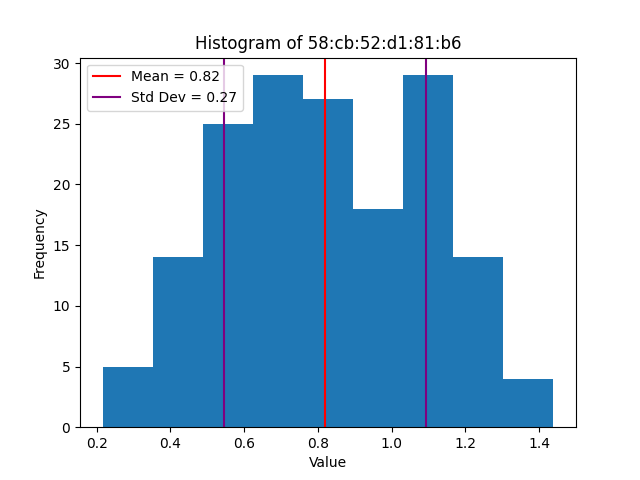 Histogram of 58:cb:52:d1:81:b6
Mean = 0.82
Std Dev = 0.27
30
25
20
15
10
5
0
Frequency
0.2 0.4 0.6 0.8 1.0 1.2 1.4
Value